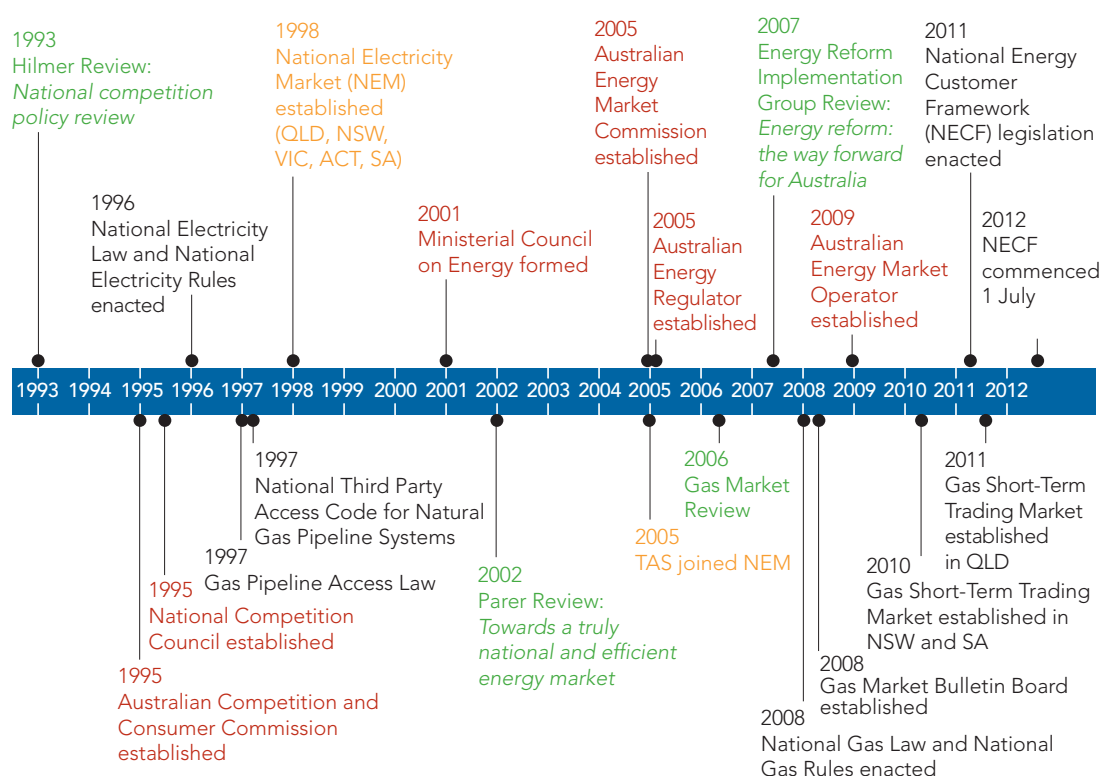 1993
Hilmer Review:
National competition
policy review
1996
National Electricity
Law and National
Electricity Rules
enacted
1998
National Electricity
Market (NEM)
established
(QLD, NSW,
VIC, ACT, SA)
2001
Ministerial Council
on Energy formed
2005
Australian
Energy
Market
Commission
established
2005
Australian
Energy
Regulator
established
2007
Energy Reform
Implementation
Group Review:
Energy reform:
the way forward
for Australia
2009
Australian
Energy Market
Operator
established
2011
National Energy
Customer
Framework
(NECF) legislation
enacted
2012
NECF
commenced
1 July
1993 1994 1995 1996 1997 1998 1999 2000 2001 2002 2003 2004 2005 2006 2007 2008 2009 2010 2011 2012
1995
Australian Competition and
Consumer Commission
established
1995
National Competition
Council established
1997
Gas Pipeline Access Law
1997
National Third Party
Access Code for Natural
Gas Pipeline Systems
2002
Parer Review:
Towards a truly
national and efficient
energy market
2005
TAS joined NEM
2006
Gas Market
Review
2008
National Gas Law and National
Gas Rules enacted
2008
Gas Market Bulletin Board
established
2010
Gas Short-Term Trading
Market established in
NSW and SA
2011
Gas Short-Term
Trading Market
established
in QLD